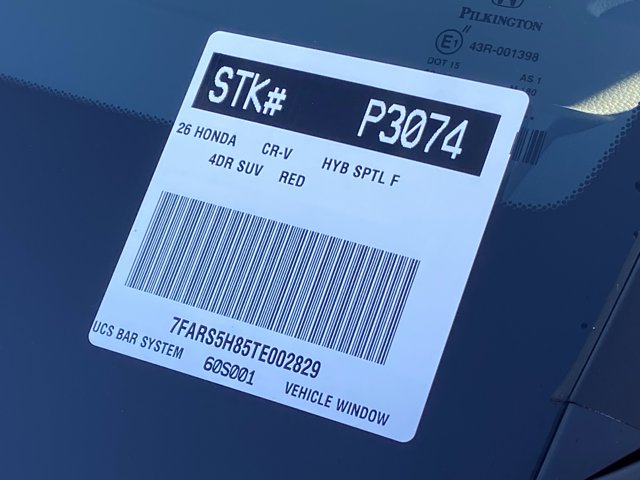 PILKINGTON
E1 43R-001398
DOT 15
AS 1
STK# P3074
26 HONDA CR-V HYB SPTL F
4DR SUV RED
7FARS5H85TE002829
UCS BAR SYSTEM 60S001 VEHICLE WINDOW